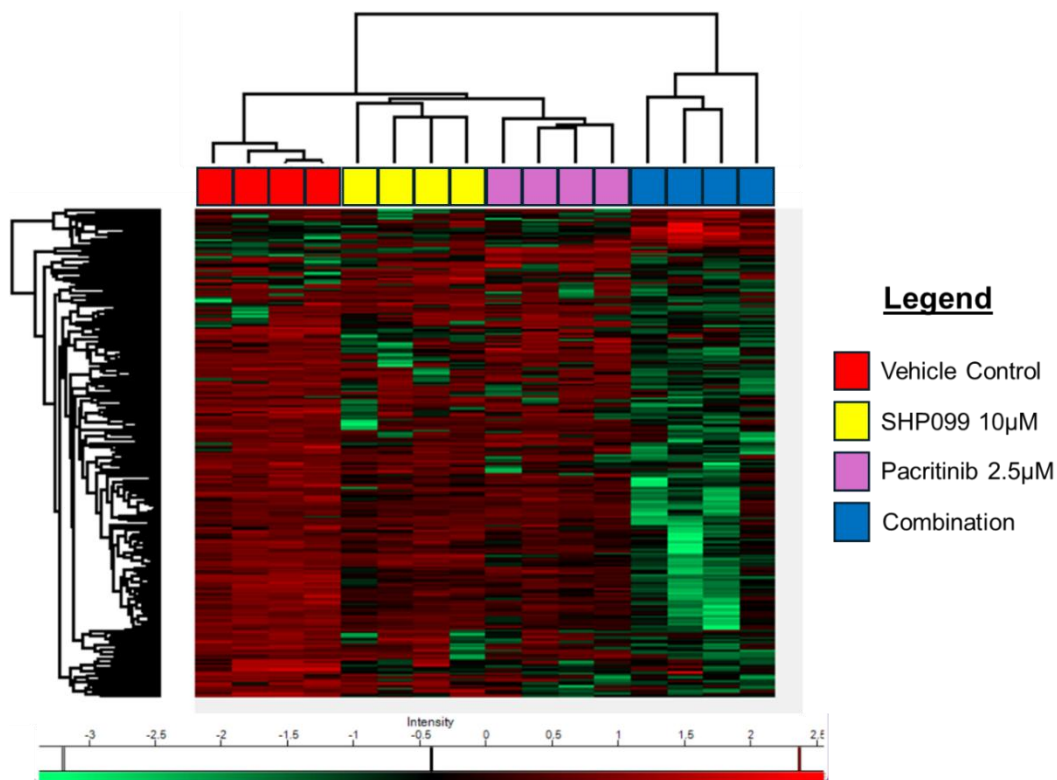 Legend
Vehicle Control
SHP099 10µM
Pacritinib 2.5µM
Combination
Intensity
-3 -2.5 -2 -1.5 -1 -0.5 0 0.5 1 1.5 2 2.5